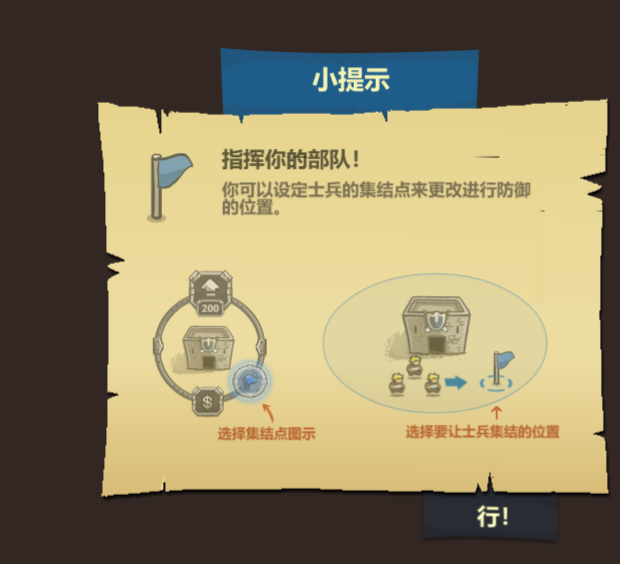 小提示
指挥你的部队！
你可以设定士兵的集结点来更改进行防御
的位置。
200
$
选择集结点图示
选择要让士兵集结的位置
行！